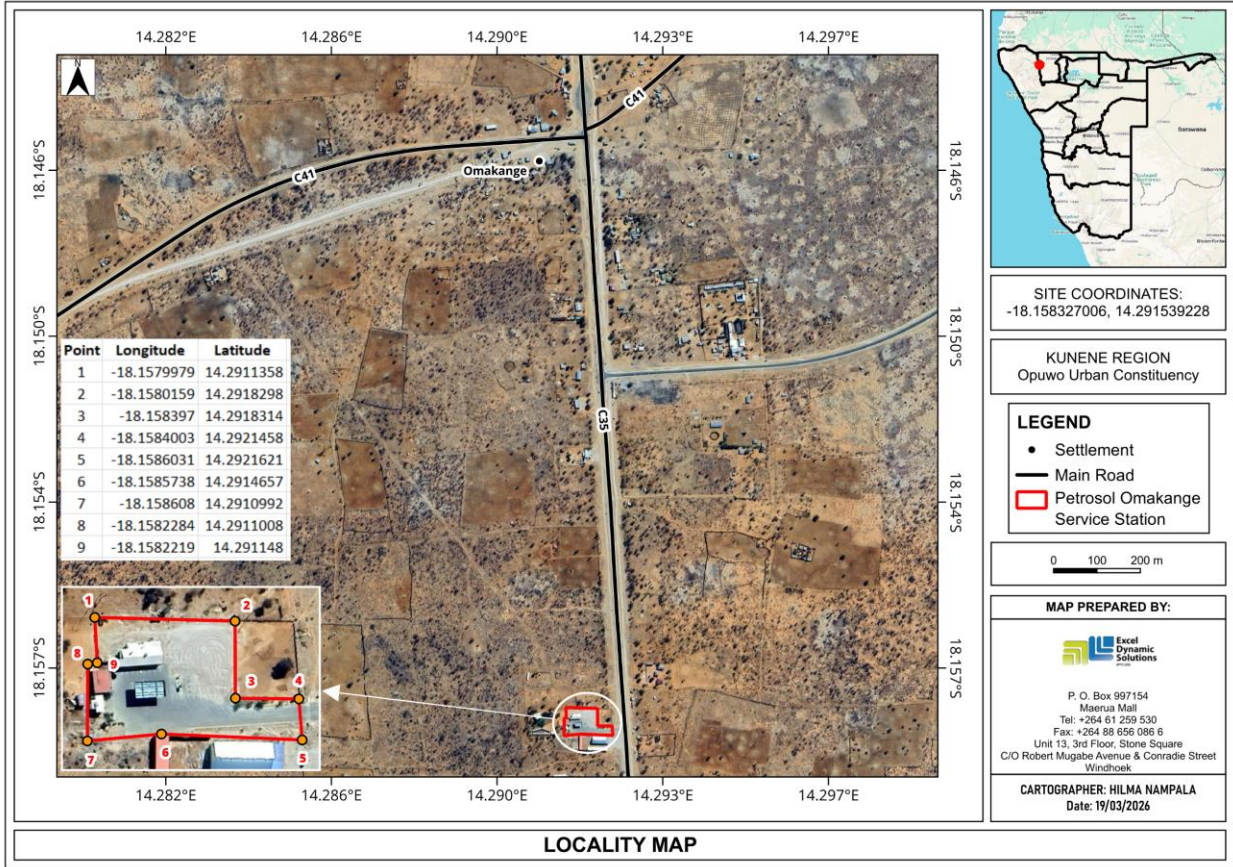 14.282°E 14.286°E 14.290°E 14.293°E 14.297°E
N
C41
C41
Omakange
C35
18.146°S 18.146°S
18.150°S 18.150°S
18.154°S 18.154°S
18.157°S 18.157°S
Point Longitude Latitude
1 -18.1579979 14.2911358
2 -18.1580159 14.2918298
3 -18.158397 14.2918314
4 -18.1584003 14.2921458
5 -18.1586031 14.2921621
6 -18.1585738 14.2914657
7 -18.158608 14.2910992
8 -18.1582284 14.2911008
9 -18.1582219 14.291148
1
2
8
9
3
4
7
6
5
14.282°E 14.286°E 14.290°E 14.293°E 14.297°E
Botswana
SITE COORDINATES:
-18.158327006, 14.291539228
KUNENE REGION
Opuwo Urban Constituency
LEGEND
Settlement
Main Road
Petrosol Omakange
Service Station
0 100 200 m
MAP PREPARED BY:
Excel
Dynamic
Solutions
P. O. Box 997154
Maerua Mall
Tel: +264 61 259 530
Fax: +264 88 656 086 6
Unit 13, 3rd Floor, Stone Square
C/O Robert Mugabe Avenue & Conradie Street
Windhoek
CARTOGRAPHER: HILMA NAMPALA
Date: 19/03/2026
LOCALITY MAP